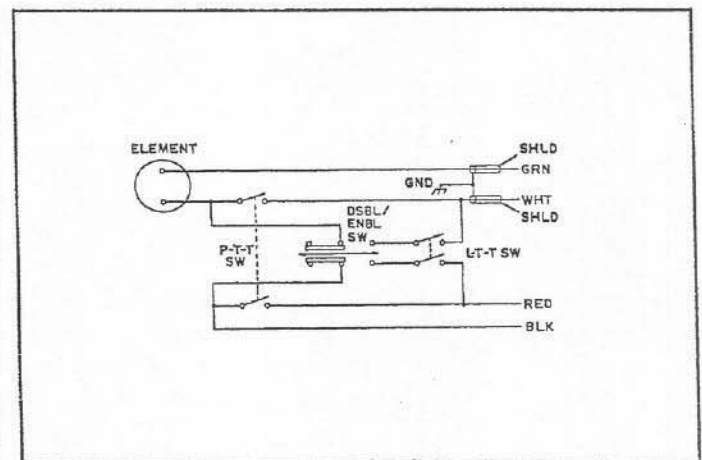 ELEMENT
SHLD
GRN
GND
WHT
SHLD
DSBL/
ENBL
SW
P-T-T
SW
L-T-T SW
RED
BLK